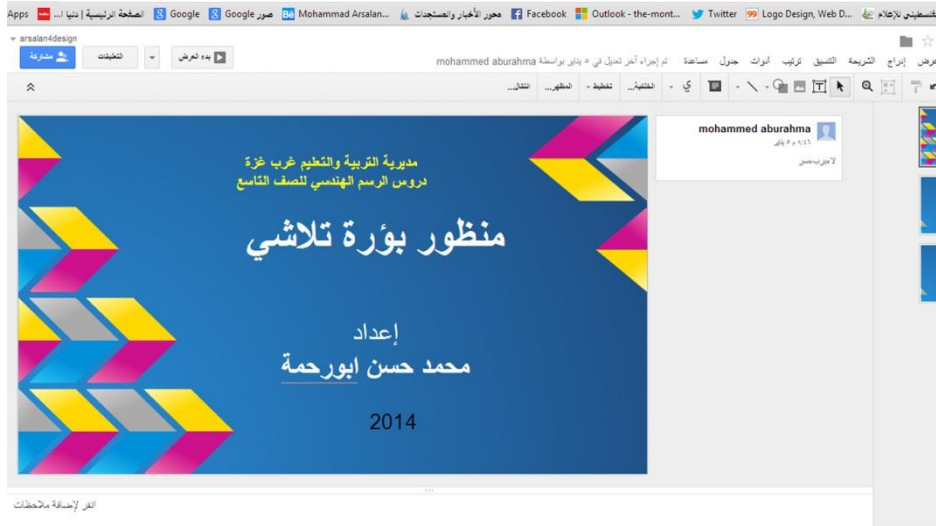 Apps
الصفحة الرئيسية | دنيا ا...
Google
صور Google
Mohammad Arsalan...
محور الأخبار والمستجدات
Facebook
Outlook - the-mont...
Twitter
Logo Design, Web D...
arsalan4design
مشاركة
التعليقات
بدء العرض
عرض إدراج الشريحة التنسيق ترتيب أدوات جدول مساعدة تم إجراء آخر تعديل في ٥ يناير بواسطة mohammed aburahma
الخلفية... تخطيط المظهر... انتقال...
مديرية التربية والتعليم غرب غزة
دروس الرسم الهندسي للصف التاسع
منظور بؤرة تلاشي
إعداد
محمد حسن ابورحمة
2014
mohammed aburahma
انقر لإضافة ملاحظات